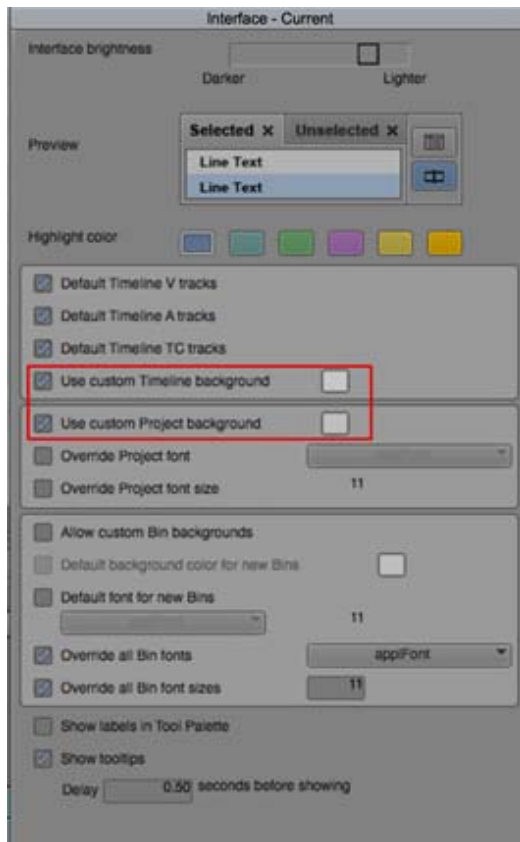 Interface - Current
Interface brightness
Darker Lighter
Preview
Selected x Unselected x
Line Text
Line Text
Highlight color
Default Timeline V tracks
Default Timeline A tracks
Default Timeline TC tracks
Use custom Timeline background
Use custom Project background
Override Project font
Override Project font size 11
Allow custom Bin backgrounds
Default background color for new Bins
Default font for new Bins
11
Override all Bin fonts applFont
Override all Bin font sizes 11
Show labels in Tool Palette
Show tooltips
Delay 0.50 seconds before showing